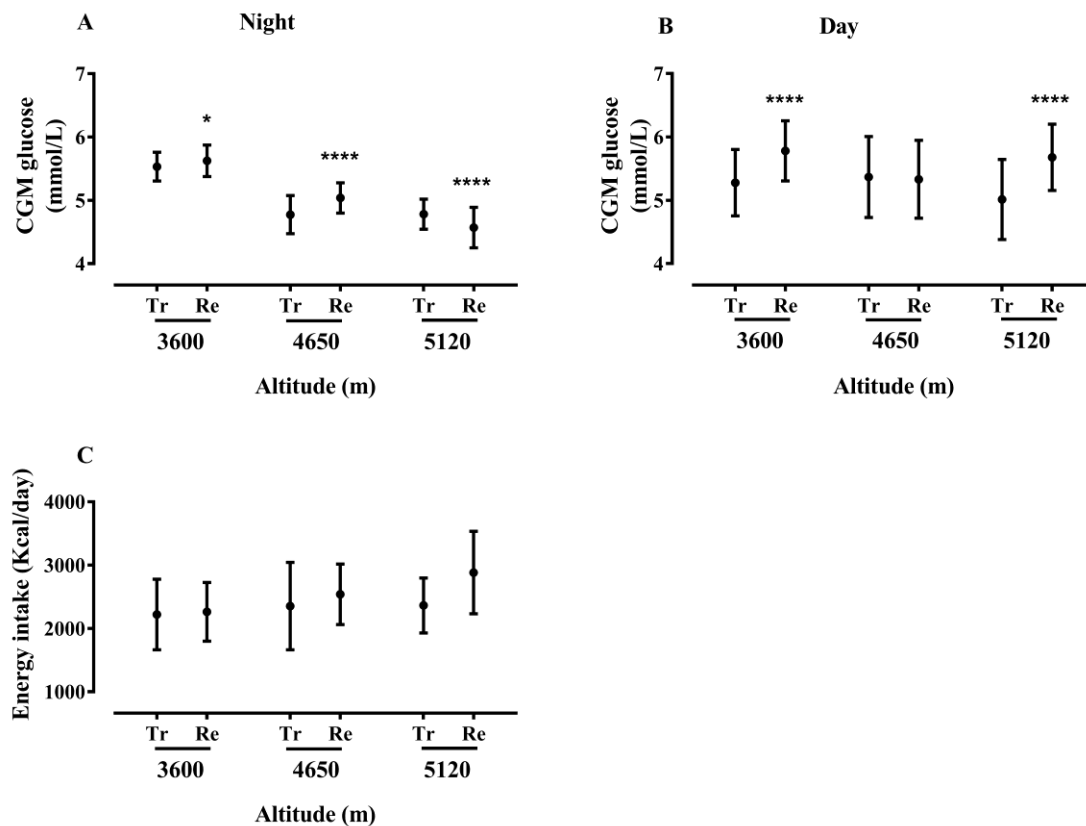 A
Night
CGM glucose
(mmol/L)
7
6
5
4
*
****
****
Tr Re Tr Re Tr Re
3600 4650 5120
Altitude (m)
B
Day
CGM glucose
(mmol/L)
7
6
5
4
****
****
Tr Re Tr Re Tr Re
3600 4650 5120
Altitude (m)
C
Energy intake (Kcal/day)
4000
3000
2000
1000
Tr Re Tr Re Tr Re
3600 4650 5120
Altitude (m)